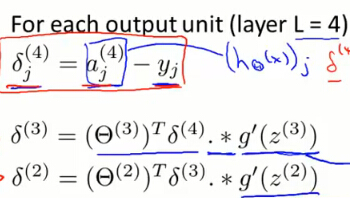 For each output unit (layer L = 4)
δ_j^{(4)} = a_j^{(4)} − y_j (h_Θ(x))_j δ^{(4
δ^{(3)} = (Θ^{(3)})^T δ^{(4)} .∗ g′(z^{(3)})
δ^{(2)} = (Θ^{(2)})^T δ^{(3)} .∗ g′(z^{(2)})